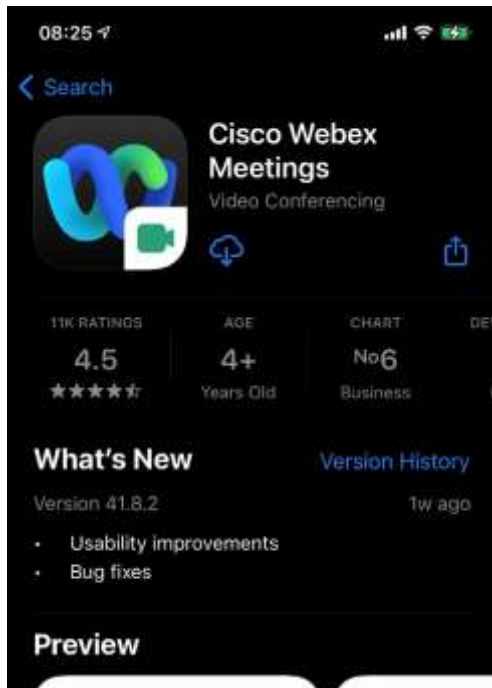 08:25
Search
Cisco Webex
Meetings
Video Conferencing
11K RATINGS AGE CHART
4.5 4+ No6
Years Old Business
What's New Version History
Version 41.8.2 1w ago
• Usability improvements
• Bug fixes
Preview